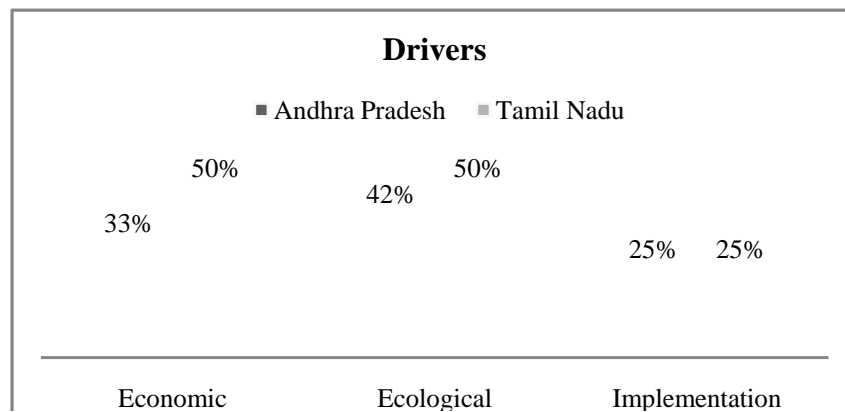 Drivers
Andhra Pradesh Tamil Nadu
50% 50%
42%
33%
25% 25%
Economic Ecological Implementation